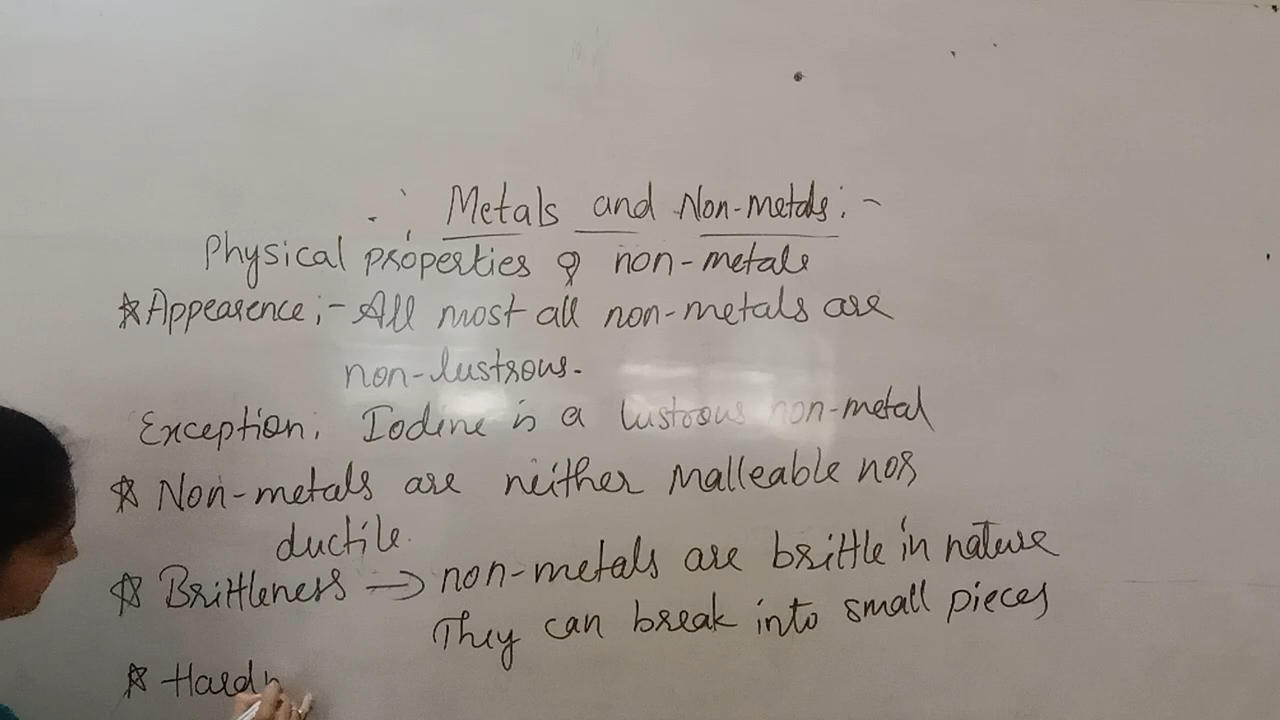 Metals and Non-metals:-
Physical properties of non-metals
* Appearence:- All most all non-metals are
non-lustrous.
Exception: Iodine is a lustrous non-metal
* Non-metals are neither malleable nor
ductile.
* Brittleness → non-metals are brittle in nature
They can break into small pieces
* Hardn